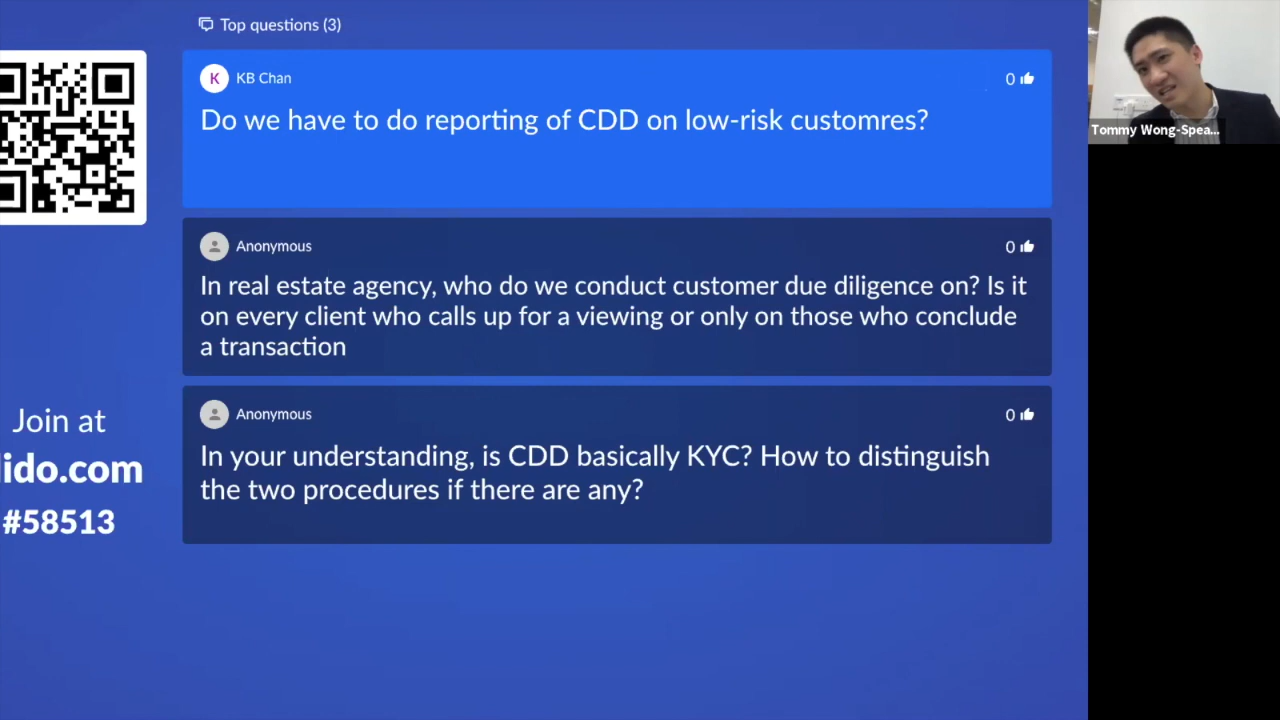 Top questions (3)
K KB Chan 0
Do we have to do reporting of CDD on low-risk customres?
Anonymous 0
In real estate agency, who do we conduct customer due diligence on? Is it
on every client who calls up for a viewing or only on those who conclude
a transaction
Anonymous 0
In your understanding, is CDD basically KYC? How to distinguish
the two procedures if there are any?
Join at
lido.com
#58513
Tommy Wong-Spea...